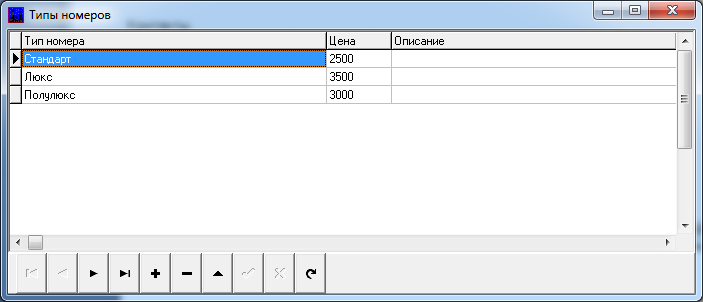 Типы номеров
Тип номера Цена Описание
Стандарт 2500
Люкс 3500
Полулюкс 3000